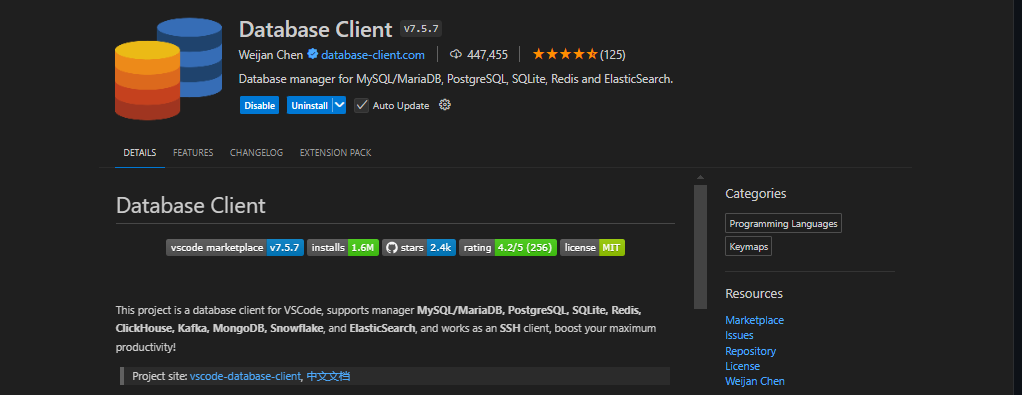 Database Client v7.5.7
Weijan Chen database-client.com 447,455 (125)
Database manager for MySQL/MariaDB, PostgreSQL, SQLite, Redis and ElasticSearch.
Disable Uninstall Auto Update
DETAILS FEATURES CHANGELOG EXTENSION PACK
Database Client
vscode marketplace v7.5.7 installs 1.6M stars 2.4k rating 4.2/5 (256) license MIT
This project is a database client for VSCode, supports manager MySQL/MariaDB, PostgreSQL, SQLite, Redis,
ClickHouse, Kafka, MongoDB, Snowflake, and ElasticSearch, and works as an SSH client, boost your maximum
productivity!
Project site: vscode-database-client, 中文文档
Categories
Programming Languages
Keymaps
Resources
Marketplace
Issues
Repository
License
Weijan Chen